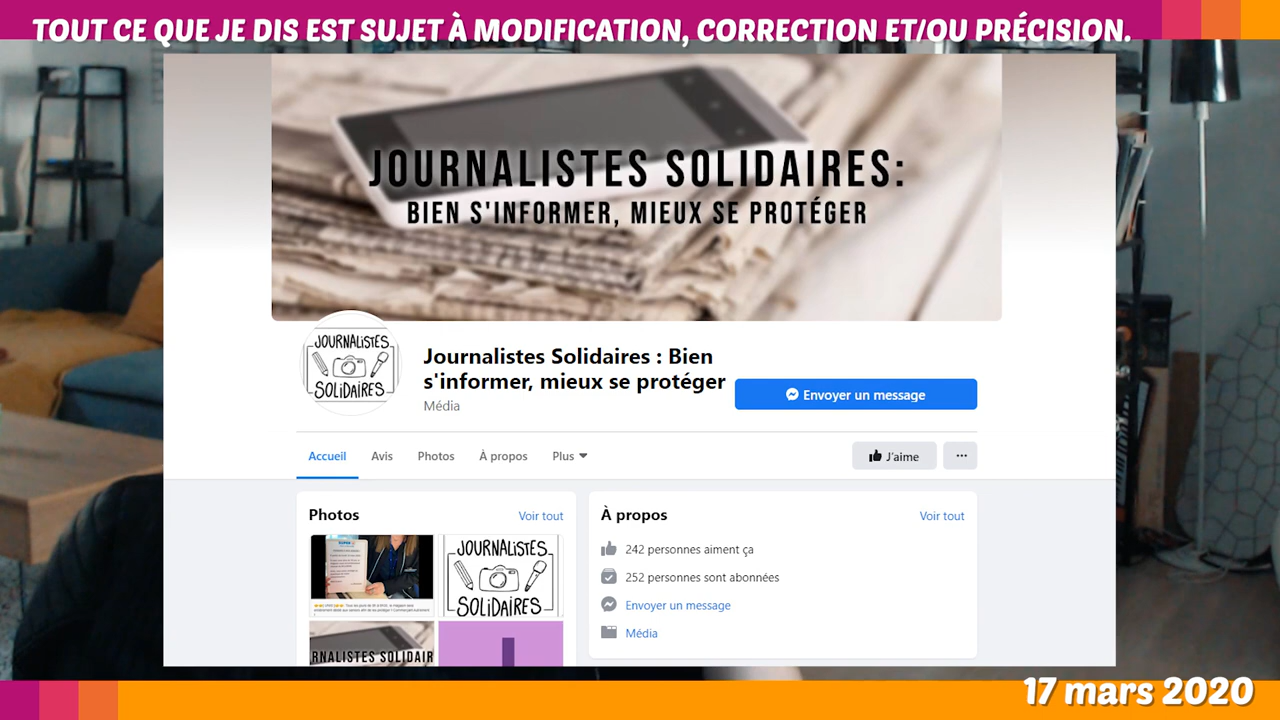 TOUT CE QUE JE DIS EST SUJET À MODIFICATION, CORRECTION ET/OU PRÉCISION.
JOURNALISTES SOLIDAIRES:
BIEN S'INFORMER, MIEUX SE PROTÉGER
JOURNALISTES
SOLIDAIRES
Journalistes Solidaires : Bien
s'informer, mieux se protéger
Média
Envoyer un message
Accueil
Avis
Photos
À propos
Plus
J'aime
Photos
Voir tout
JOURNALISTES
SOLIDAIRES
RNALISTES SOLIDAIR
À propos
Voir tout
242 personnes aiment ça
252 personnes sont abonnées
Envoyer un message
Média
17 mars 2020